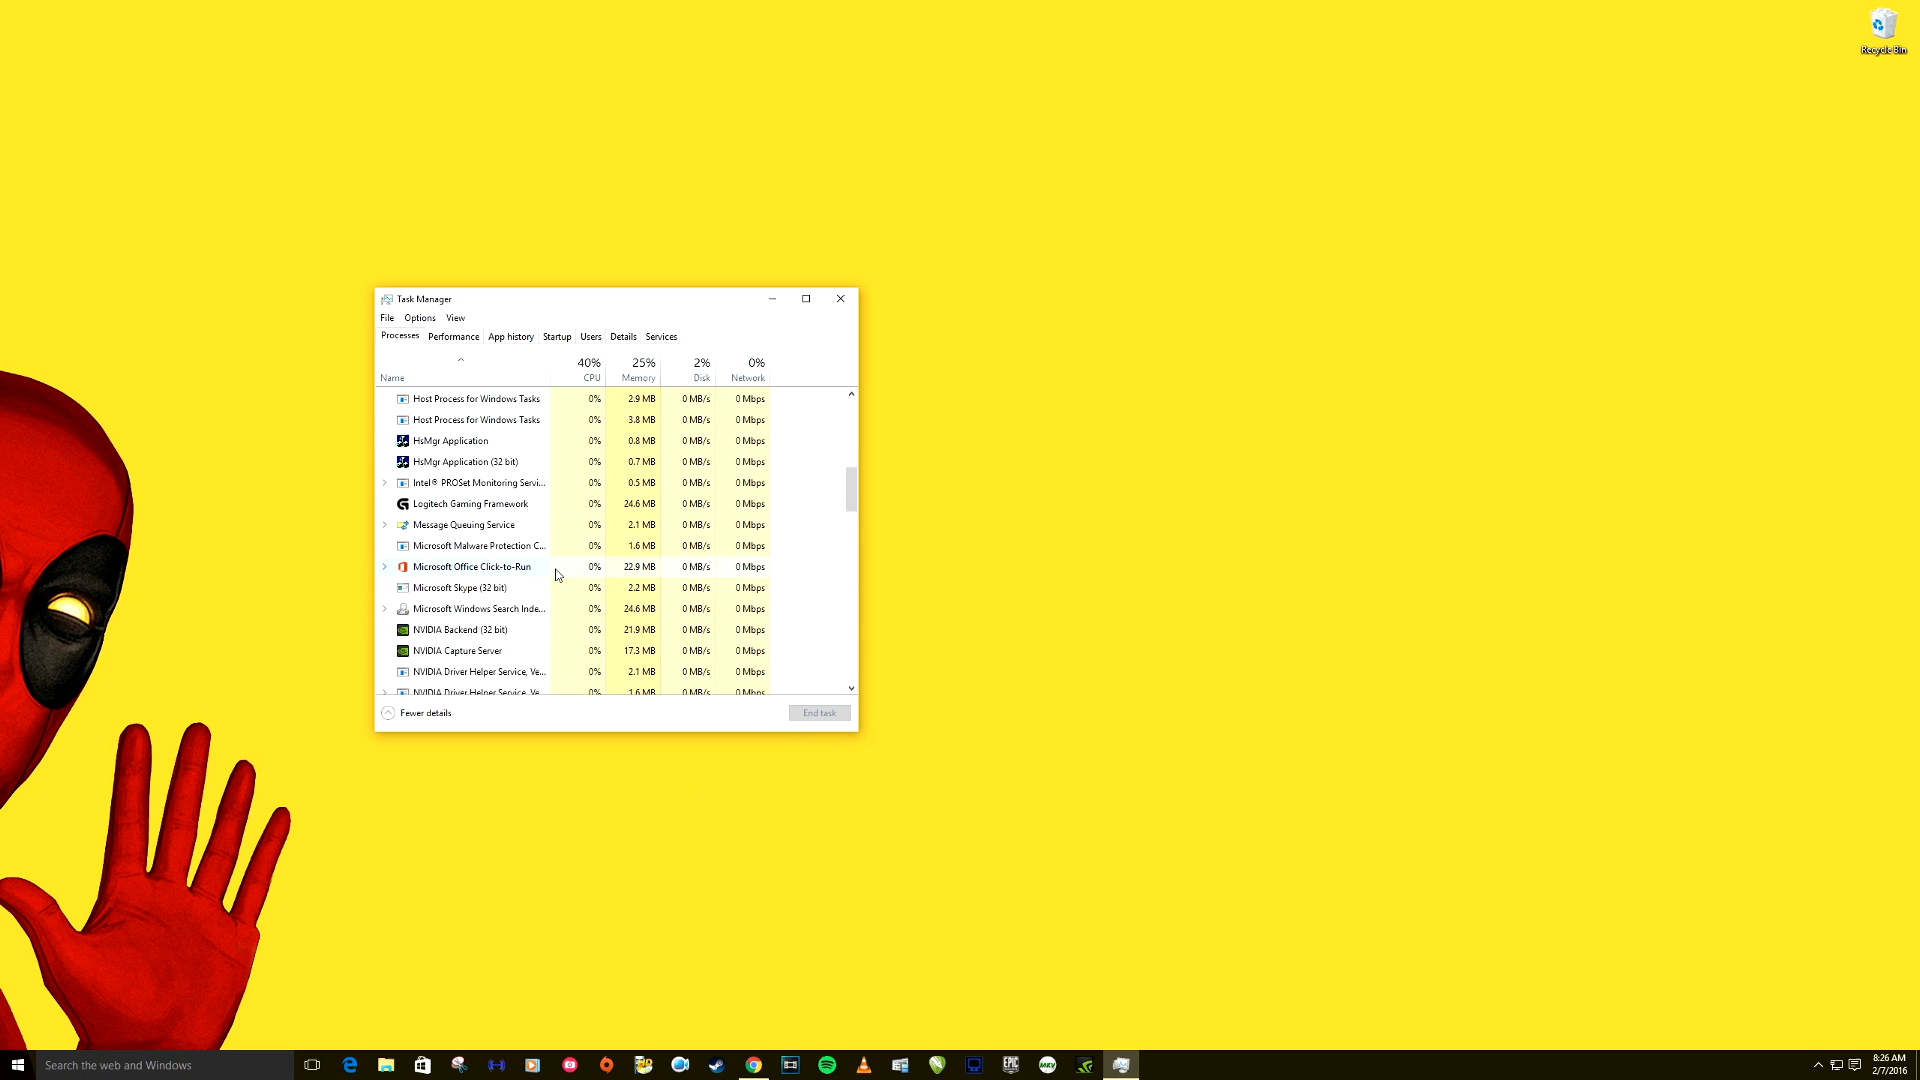 Recycle Bin
Task Manager
File Options View
Processes Performance App history Startup Users Details Services
40% 25% 2% 0%
Name CPU Memory Disk Network
Host Process for Windows Tasks 0% 2.9 MB 0 MB/s 0 Mbps
Host Process for Windows Tasks 0% 3.8 MB 0 MB/s 0 Mbps
HsMgr Application 0% 0.8 MB 0 MB/s 0 Mbps
HsMgr Application (32 bit) 0% 0.7 MB 0 MB/s 0 Mbps
Intel® PROSet Monitoring Servi... 0% 0.5 MB 0 MB/s 0 Mbps
Logitech Gaming Framework 0% 24.6 MB 0 MB/s 0 Mbps
Message Queuing Service 0% 2.1 MB 0 MB/s 0 Mbps
Microsoft Malware Protection C... 0% 1.6 MB 0 MB/s 0 Mbps
Microsoft Office Click-to-Run 0% 22.9 MB 0 MB/s 0 Mbps
Microsoft Skype (32 bit) 0% 2.2 MB 0 MB/s 0 Mbps
Microsoft Windows Search Inde... 0% 24.6 MB 0 MB/s 0 Mbps
NVIDIA Backend (32 bit) 0% 21.9 MB 0 MB/s 0 Mbps
NVIDIA Capture Server 0% 17.3 MB 0 MB/s 0 Mbps
NVIDIA Driver Helper Service, Ve... 0% 2.1 MB 0 MB/s 0 Mbps
NVIDIA Driver Helper Service, Ve... 0% 1.6 MB 0 MB/s 0 Mbps
Fewer details End task
Search the web and Windows
EPIC
GAMES
MKV
8:26 AM
2/7/2016